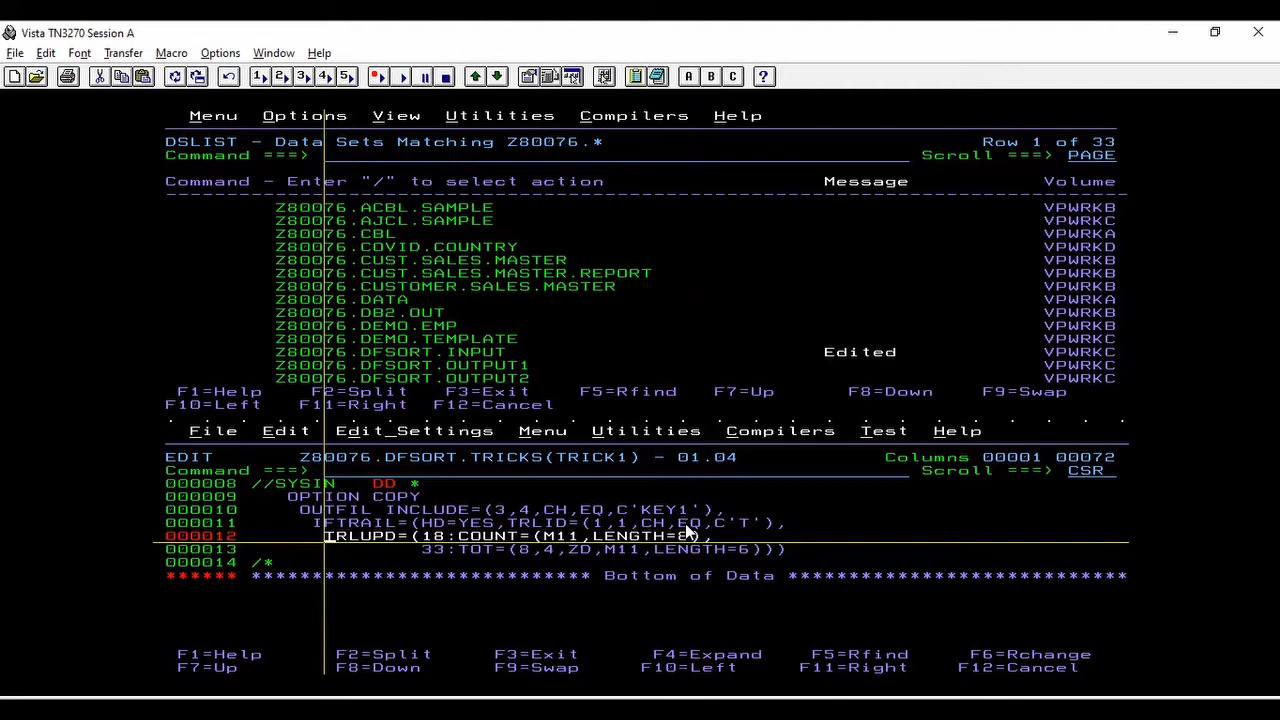 Vista TN3270 Session A
File Edit Font Transfer Macro Options Window Help
1 2 3 4 5 A B C ?
Menu Options View Utilities Compilers Help
DSLIST - Data Sets Matching Z80076.* Row 1 of 33
Command ===> Scroll ===> PAGE
Command - Enter "/" to select action Message Volume
Z80076.ACBL.SAMPLE VPWRKB
Z80076.AJCL.SAMPLE VPWRKC
Z80076.CBL VPWRKA
Z80076.COVID.COUNTRY VPWRKD
Z80076.CUST.SALES.MASTER VPWRKB
Z80076.CUST.SALES.MASTER.REPORT VPWRKB
Z80076.CUSTOMER.SALES.MASTER VPWRKB
Z80076.DATA VPWRKA
Z80076.DB2.OUT VPWRKB
Z80076.DEMO.EMP VPWRKB
Z80076.DEMO.TEMPLATE VPWRKC
Z80076.DFSORT.INPUT Edited VPWRKC
Z80076.DFSORT.OUTPUT1 VPWRKC
Z80076.DFSORT.OUTPUT2 VPWRKC
F1=Help F2=Split F3=Exit F5=Rfind F7=Up F8=Down F9=Swap
F10=Left F11=Right F12=Cancel
File Edit Edit_Settings Menu Utilities Compilers Test Help
EDIT Z80076.DFSORT.TRICKS(TRICK1) - 01.04 Columns 00001 00072
Command ===> Scroll ===> CSR
000008 //SYSIN DD *
000009 OPTION COPY
000010 OUTFIL INCLUDE=(3,4,CH,EQ,C'KEY1'),
000011 IFTRAIL=(HD=YES,TRLID=(1,1,CH,EQ,C'T'),
000012 TRLUPD=(18:COUNT=(M11,LENGTH=8),
000013 33:TOT=(8,4,ZD,M11,LENGTH=6)))
000014 /*
****** **************************** Bottom of Data ****************************
F1=Help F2=Split F3=Exit F4=Expand F5=Rfind F6=Rchange
F7=Up F8=Down F9=Swap F10=Left F11=Right F12=Cancel